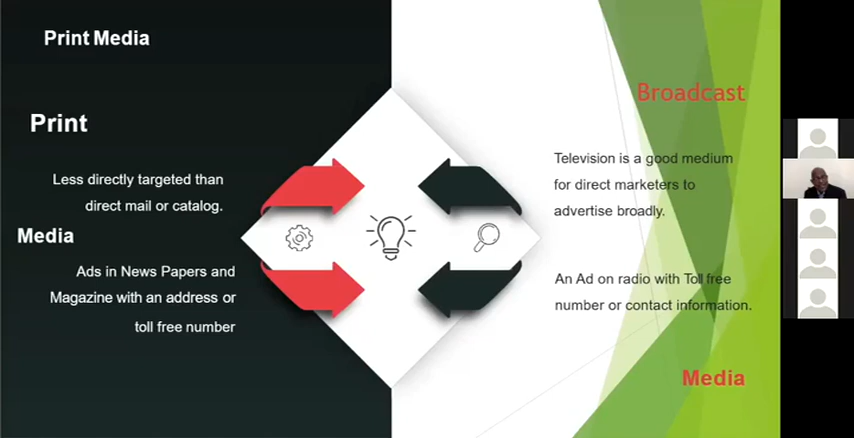 Print Media
Print
Less directly targeted than
direct mail or catalog.
Media
Ads in News Papers and
Magazine with an address or
toll free number
Broadcast
Television is a good medium
for direct marketers to
advertise broadly.
An Ad on radio with Toll free
number or contact information.
Media